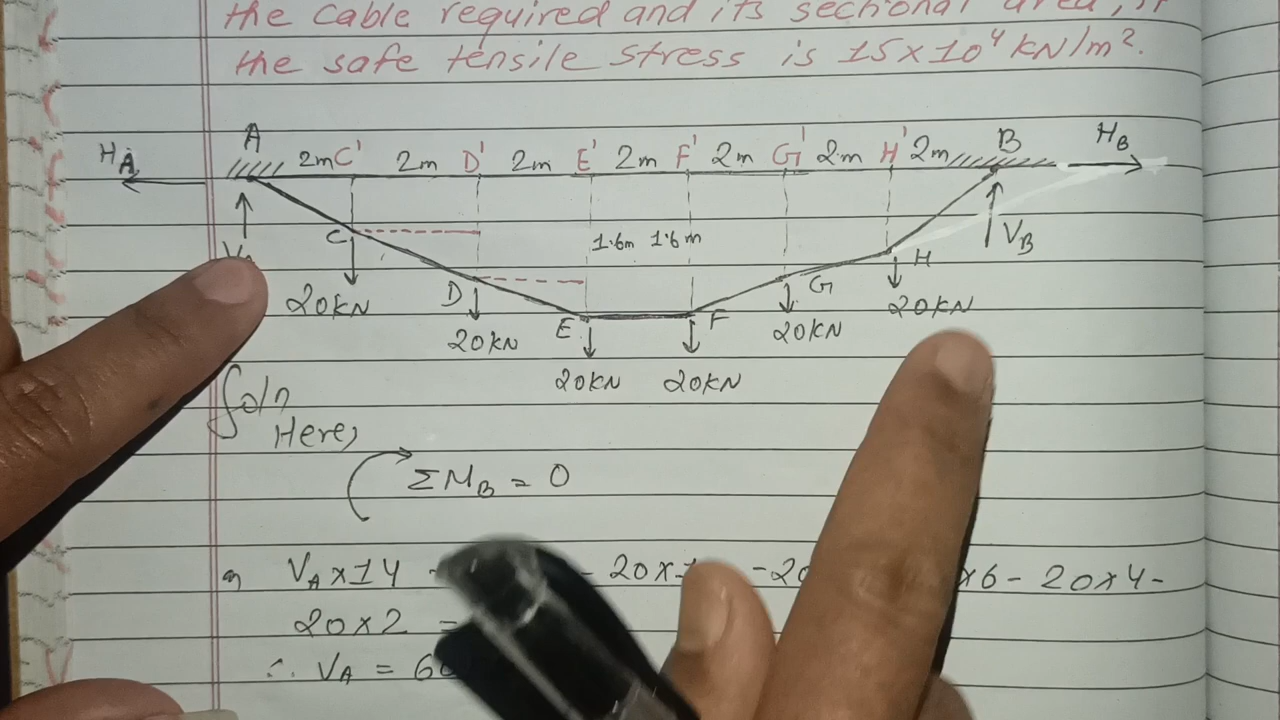 the cable required and its sectional area, if
the safe tensile stress is 15×10⁴ kN/m².
A B
H_A 2m C' 2m D' 2m E' 2m F' 2m G' 2m H' 2m H_B
C 1.6m 1.6m V_B
D G H
20KN 20KN
E F
20KN 20KN
20KN 20KN
Soln
Here,
ΣM_B = 0
V_A×14 - 20× -20 ×6 - 20×4 -
20×2 =
∴ V_A =